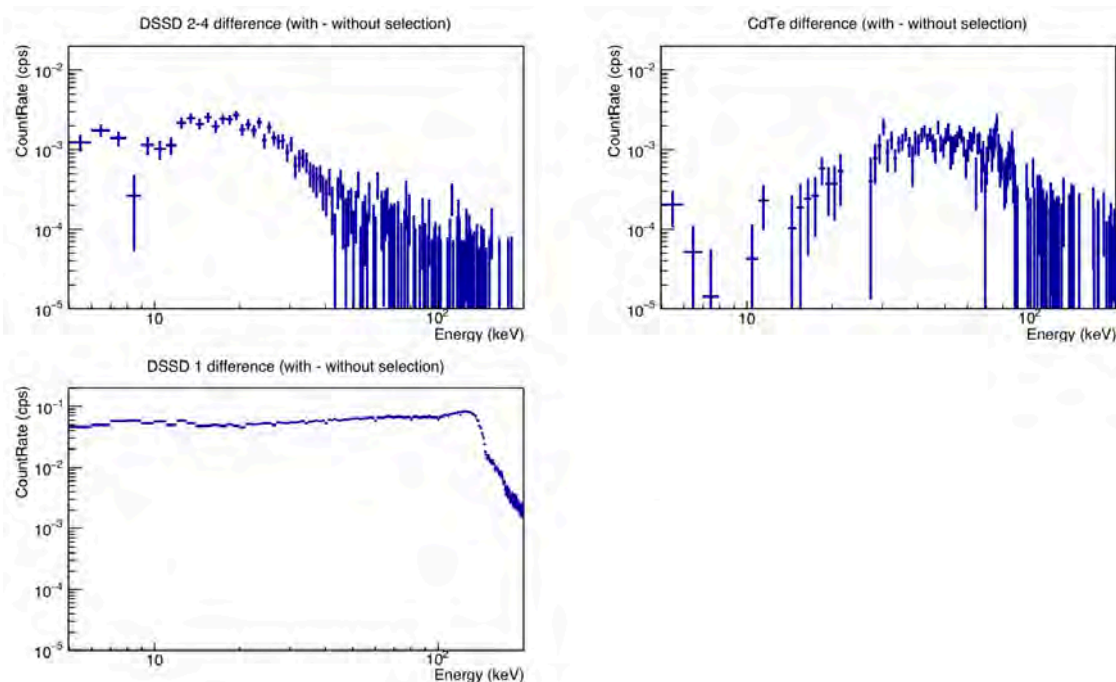 DSSD 2-4 difference (with - without selection)
CountRate (cps)
10⁻²
10⁻³
10⁻⁴
10⁻⁵
10
10²
Energy (keV)
CdTe difference (with - without selection)
CountRate (cps)
10⁻²
10⁻³
10⁻⁴
10⁻⁵
10
10²
Energy (keV)
DSSD 1 difference (with - without selection)
CountRate (cps)
10⁻¹
10⁻²
10⁻³
10⁻⁴
10⁻⁵
10
10²
Energy (keV)